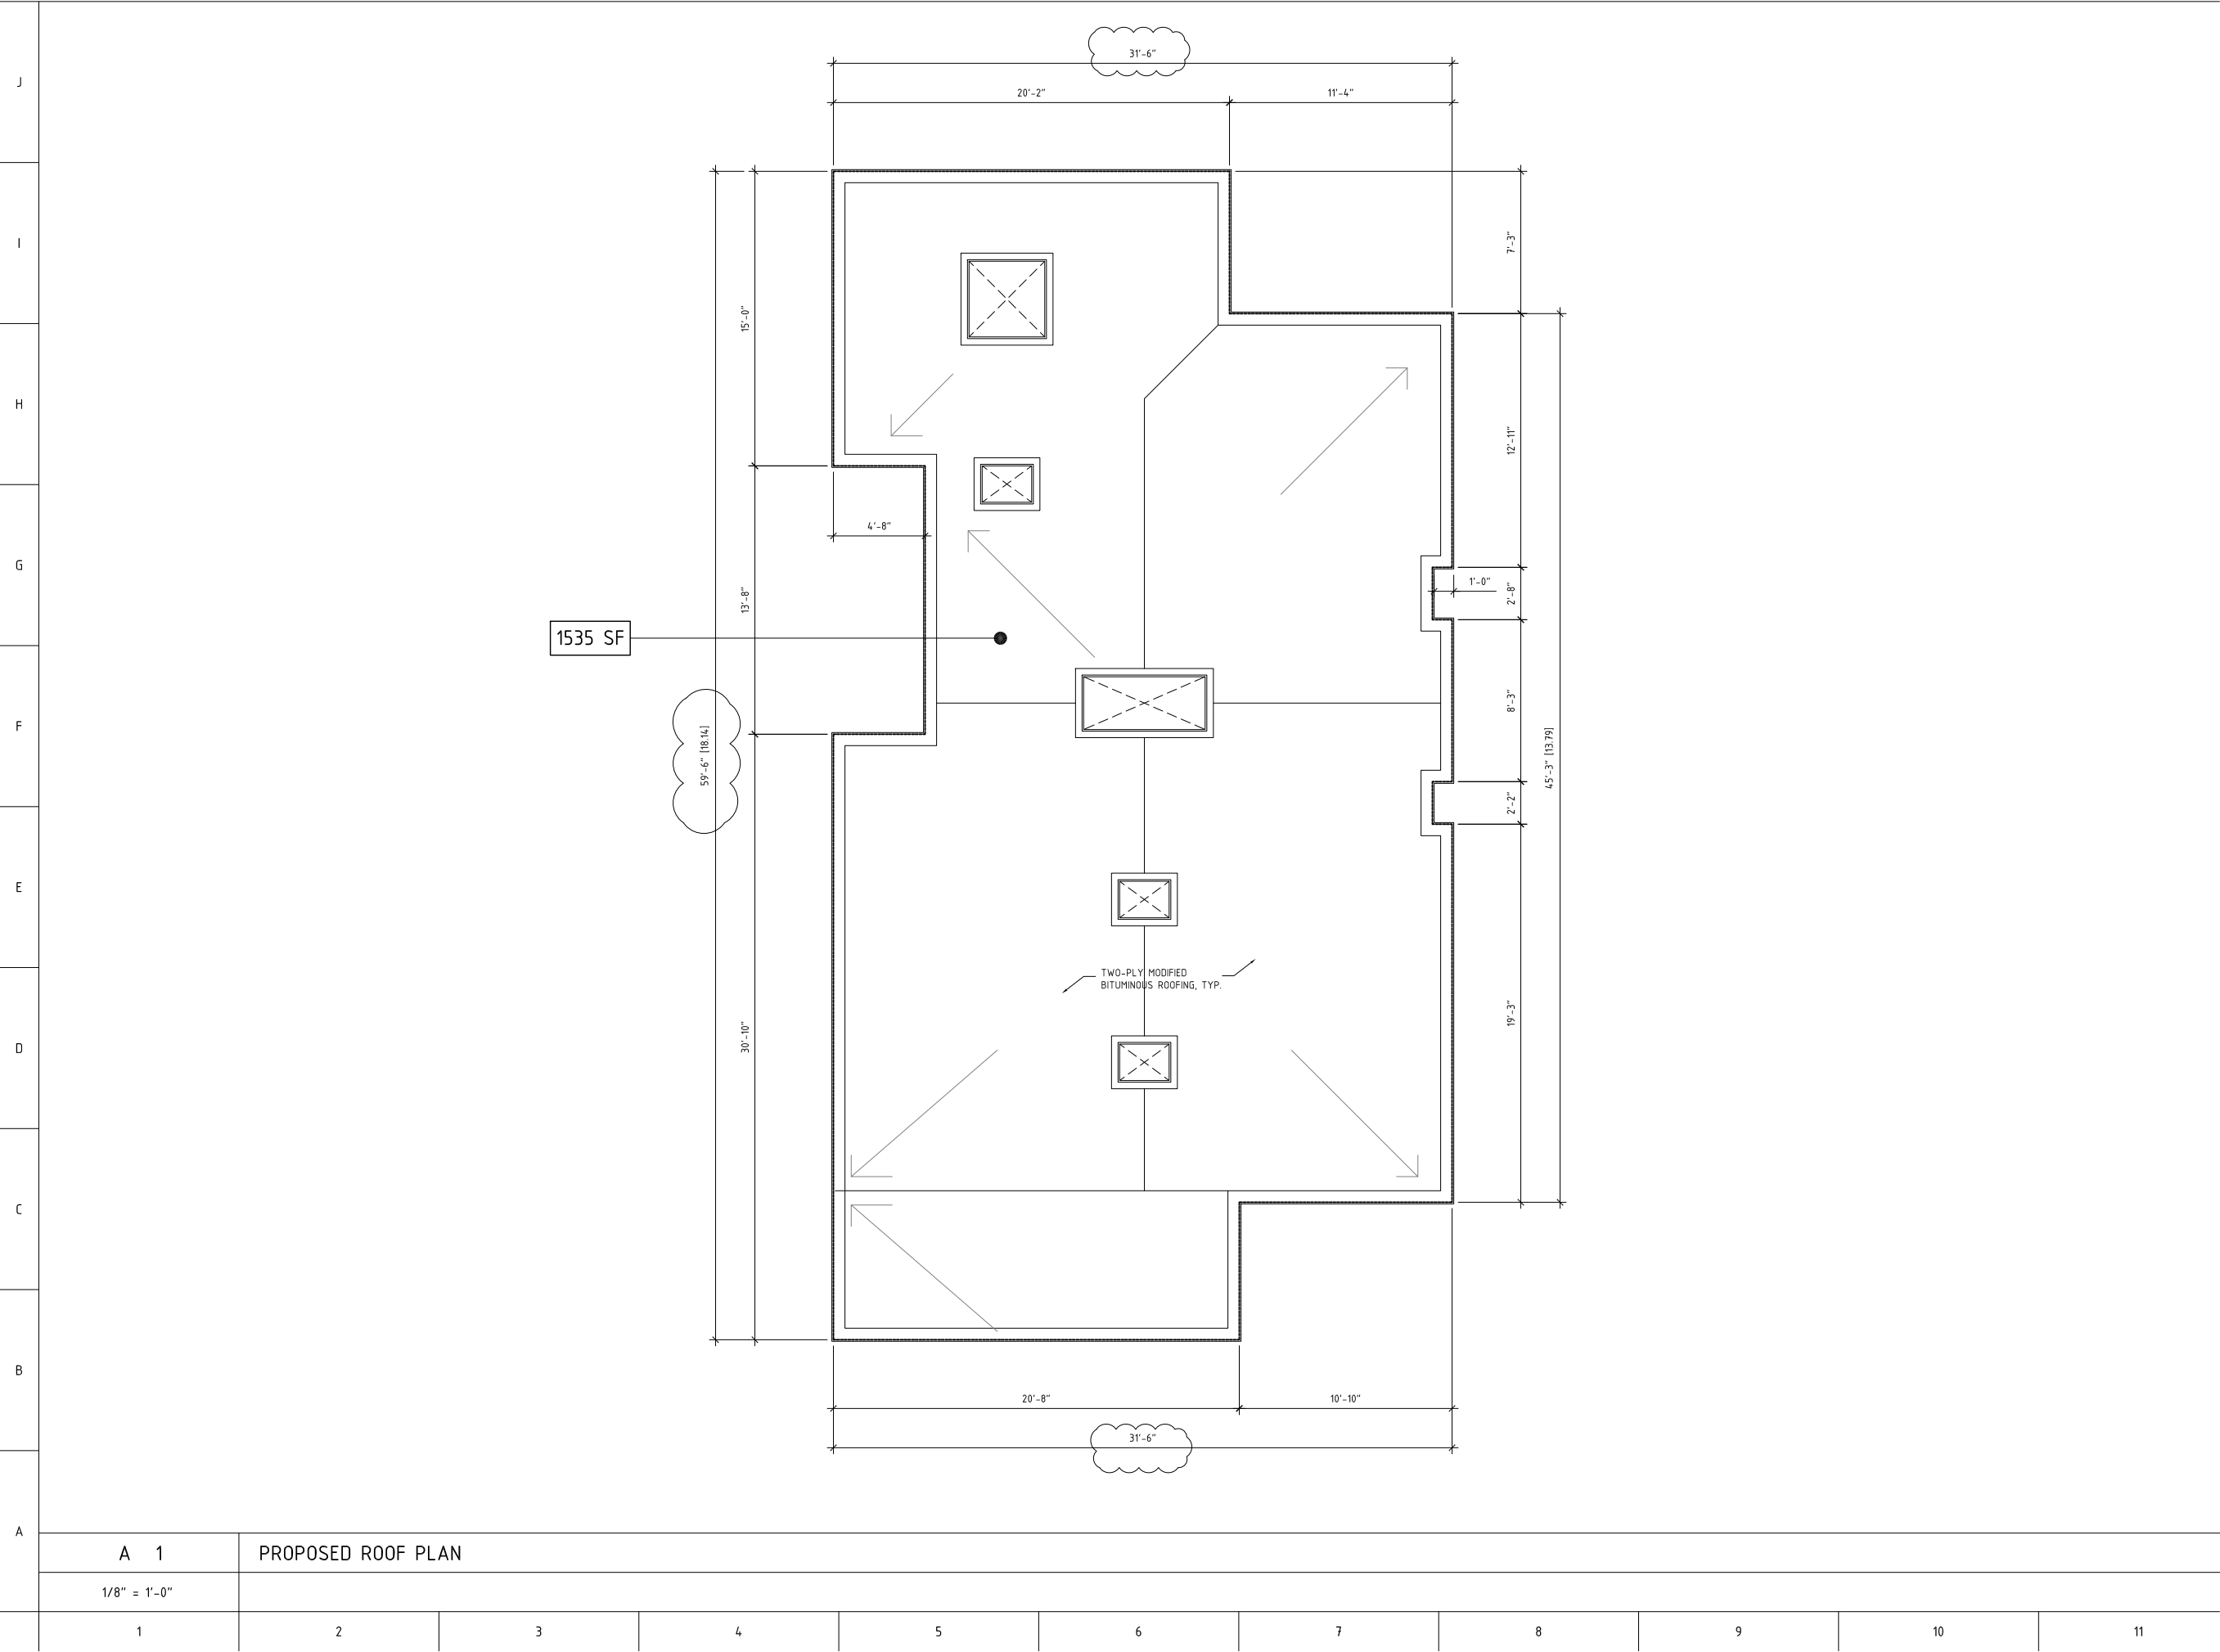 31'-6"
20'-2"
11'-4"
J
I
H
G
F
E
D
C
B
A
7'-3"
15'-0"
12'-11"
4'-8"
1'-0"
2'-8"
13'-8"
1535 SF
8'-3"
59'-6" [18.14]
45'-3" [13.79]
2'-2"
TWO-PLY MODIFIED
BITUMINOUS ROOFING, TYP.
19'-3"
30'-10"
20'-8"
10'-10"
31'-6"
A 1
PROPOSED ROOF PLAN
1/8" = 1'-0"
1 2 3 4 5 6 7 8 9 10 11